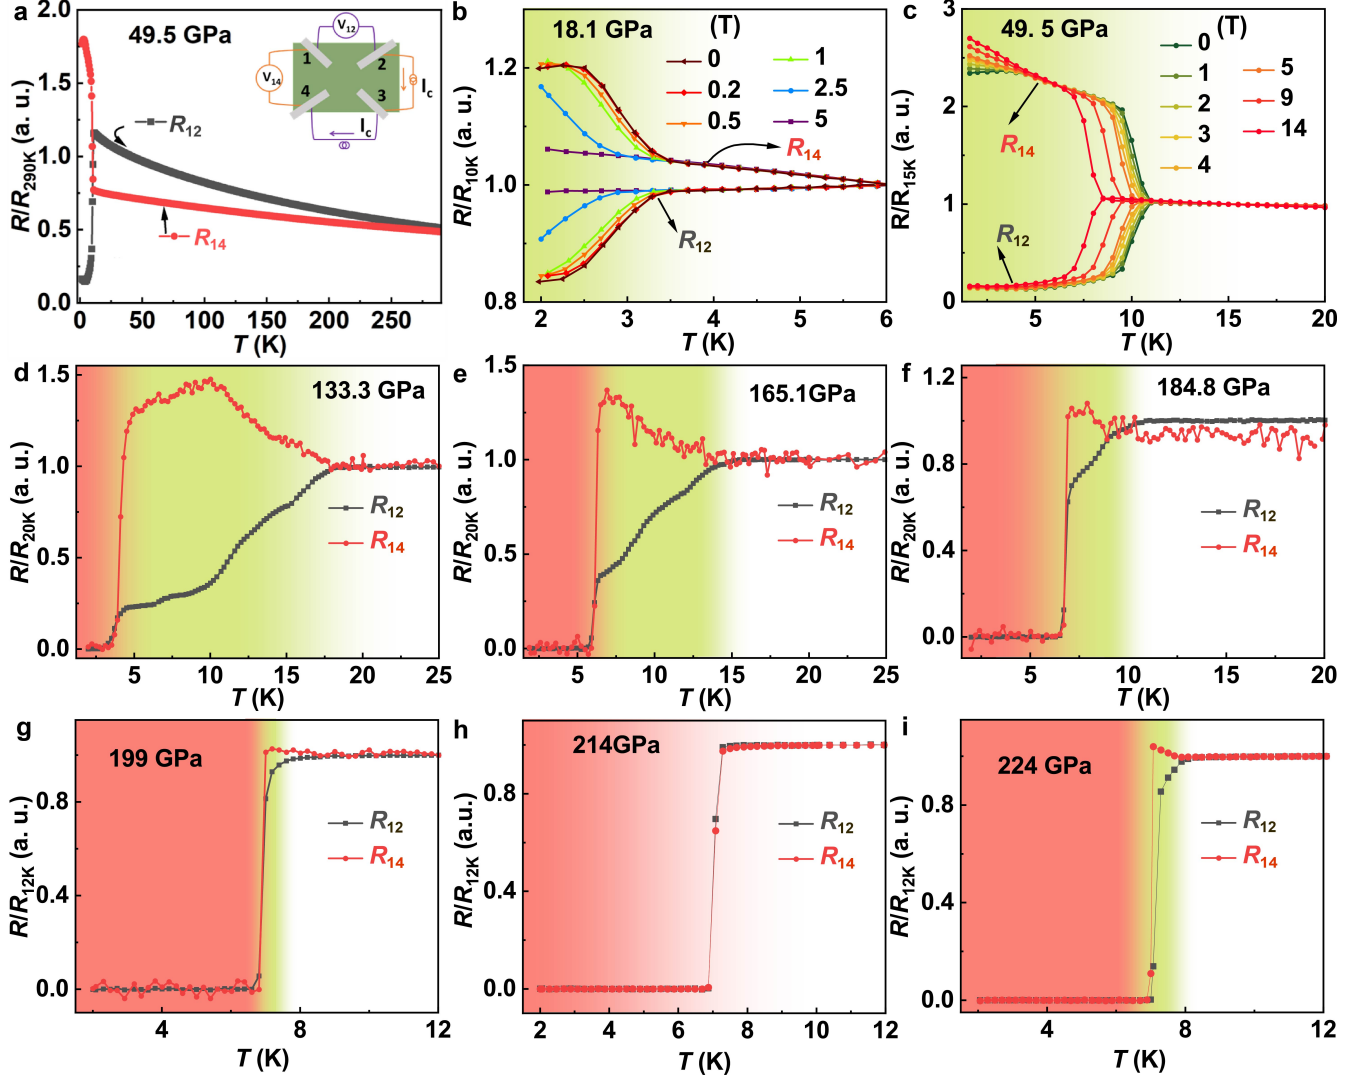 a
49.5 GPa
R/R290K (a. u.)
2.0
1.5
1.0
0.5
0.0
0
50
100
150
200
250
T (K)
R12
R14
V12
V14
1
2
3
4
Ic
Ic
b
18.1 GPa
(T)
0
0.2
0.5
1
2.5
5
R14
R12
R/R10K (a. u.)
1.2
1.0
0.8
2
3
4
5
6
T (K)
c
49. 5 GPa
(T)
0
1
2
3
4
5
9
14
R14
R12
R/R15K (a. u.)
3
2
1
0
5
10
15
20
T (K)
d
133.3 GPa
R12
R14
R/R20K (a. u.)
1.5
1.0
0.5
0.0
5
10
15
20
25
T (K)
e
165.1GPa
R12
R14
R/R20K (a. u.)
1.5
1.0
0.5
0.0
5
10
15
20
25
T (K)
f
184.8 GPa
R12
R14
R/R20K (a. u.)
1.2
0.8
0.4
0.0
5
10
15
20
T (K)
g
199 GPa
R12
R14
R/R12K (a. u.)
0.8
0.4
0.0
4
8
12
T (K)
h
214GPa
R12
R14
R/R12K (a.u.)
0.8
0.4
0.0
2
4
6
8
10
12
T (K)
i
224 GPa
R12
R14
R/R12K (a. u.)
0.8
0.4
0.0
4
8
12
T (K)